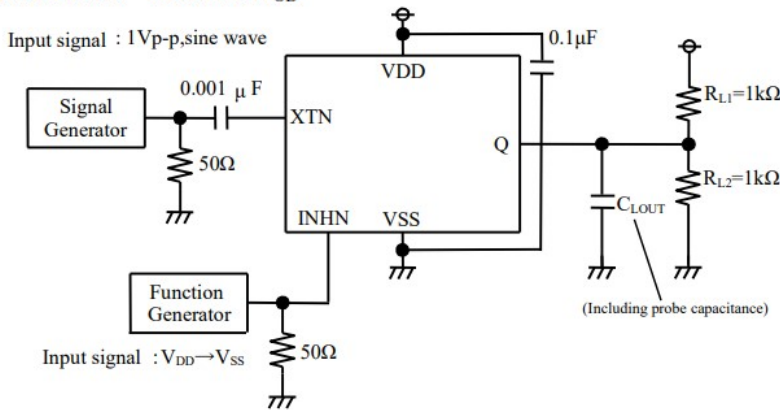 Input signal : 1Vp-p,sine wave
0.1μF
VDD
0.001 μ F
Signal
Generator
XTN
RL1=1kΩ
Q
50Ω
RL2=1kΩ
CLOUT
INHN
VSS
Function
Generator
(Including probe capacitance)
50Ω
Input signal : VDD→VSS